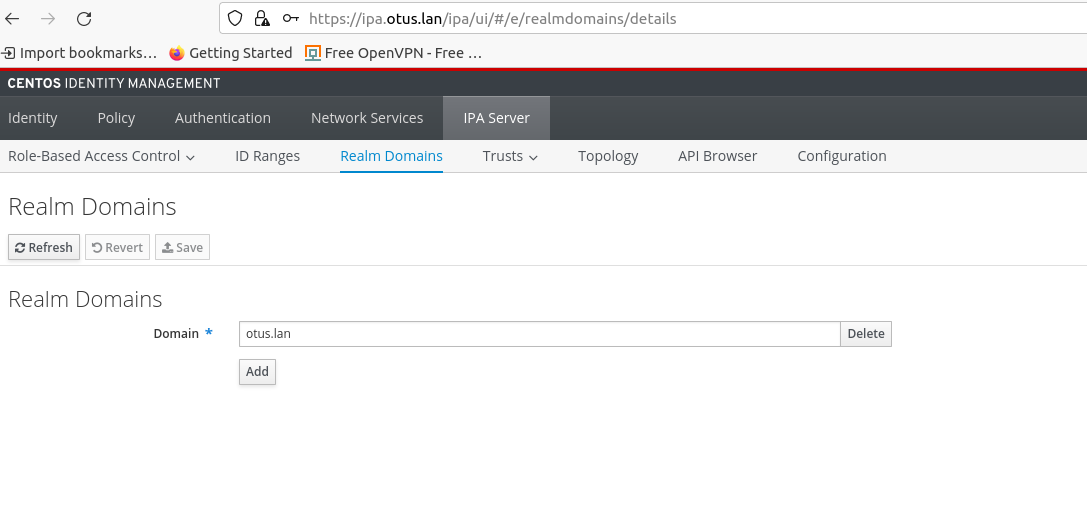 https://ipa.otus.lan/ipa/ui/#/e/realmdomains/details
Import bookmarks... Getting Started Free OpenVPN - Free ...
CENTOS IDENTITY MANAGEMENT
Identity Policy Authentication Network Services IPA Server
Role-Based Access Control ID Ranges Realm Domains Trusts Topology API Browser Configuration
Realm Domains
Refresh Revert Save
Realm Domains
Domain * otus.lan Delete
Add